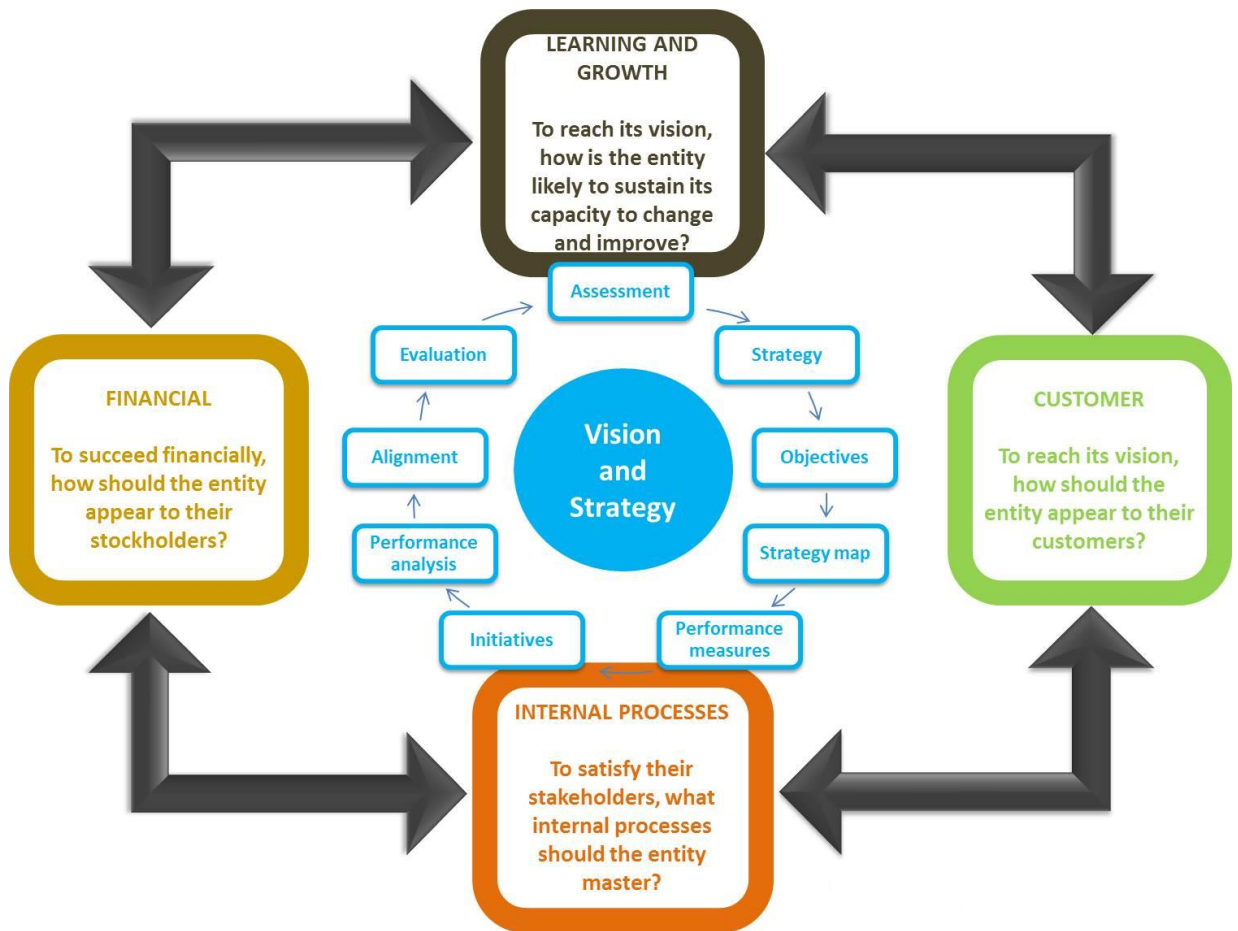 LEARNING AND
GROWTH
To reach its vision,
how is the entity
likely to sustain its
capacity to change
and improve?
Assessment
Evaluation
Strategy
FINANCIAL
To succeed financially,
how should the entity
appear to their
stockholders?
Alignment
Vision
and
Strategy
Objectives
CUSTOMER
To reach its vision,
how should the
entity appear to their
customers?
Performance
analysis
Strategy map
Initiatives
Performance
measures
INTERNAL PROCESSES
To satisfy their
stakeholders, what
internal processes
should the entity
master?